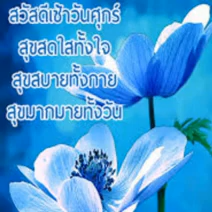 สวัสดีเช้าวันศุกร์
สุขสดใสทั้งใจ
สุขสบายทั้งกาย
สุขมากมายทั้งวัน